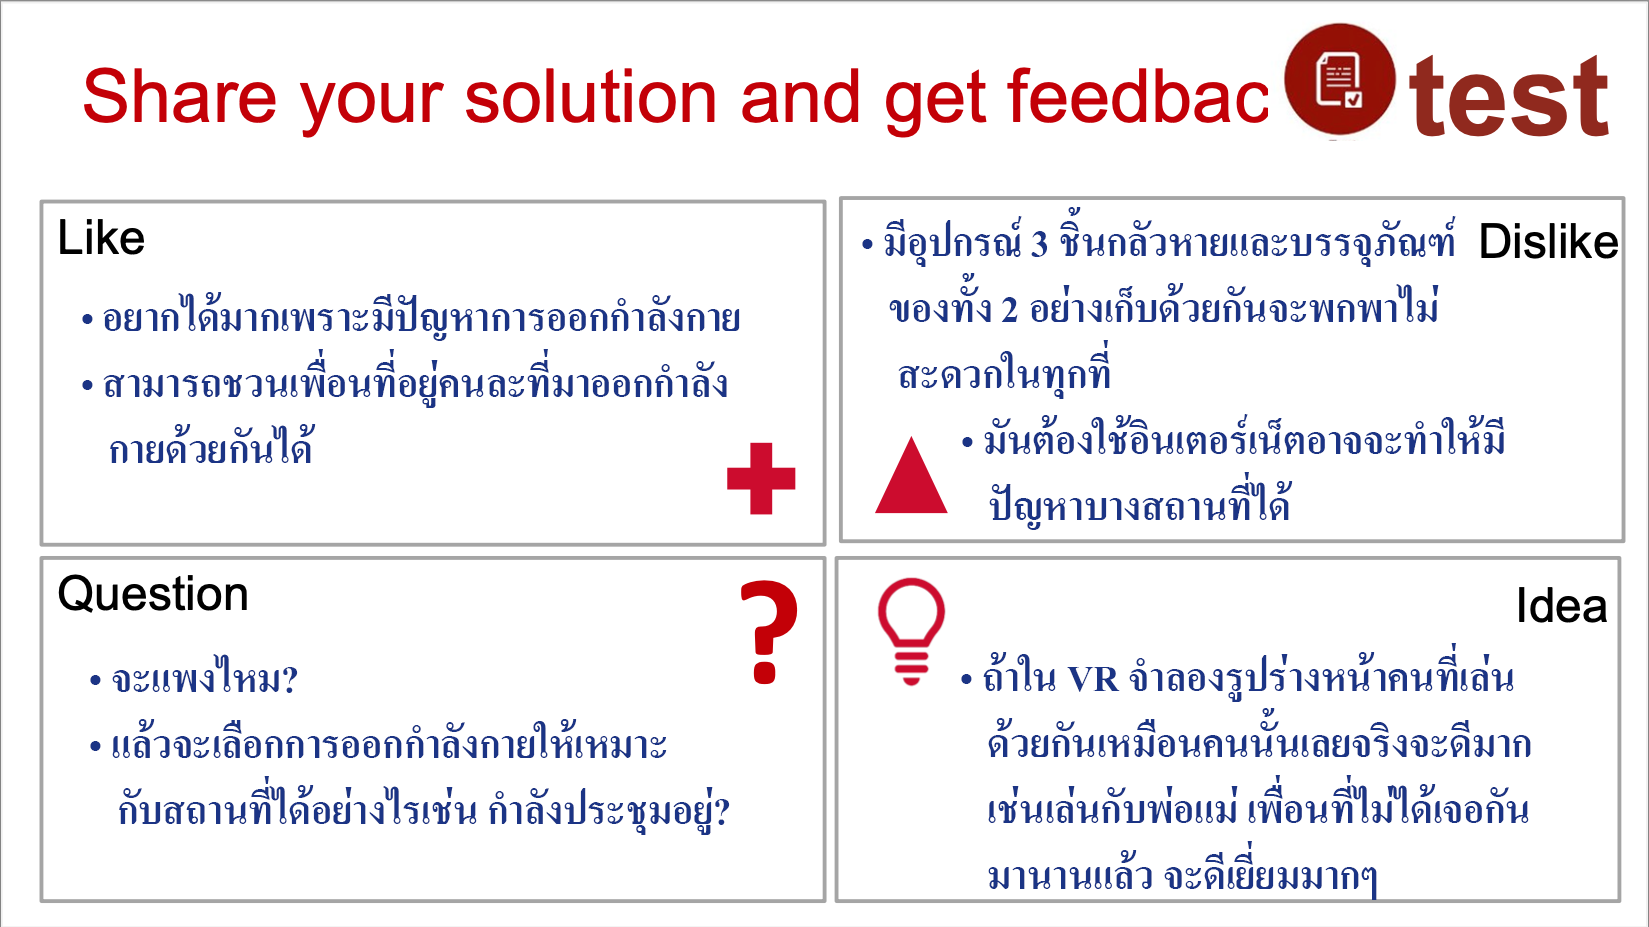 Share your solution and get feedbac
test
Like
• อยากได้มากเพราะมีปัญหาการออกกำลังกาย
• สามารถชวนเพื่อนที่อยู่คนละที่มาออกกำลัง
กายด้วยกันได้
Dislike
• มีอุปกรณ์ 3 ชิ้นกลัวหายและบรรจุภัณฑ์
ของทั้ง 2 อย่างเก็บด้วยกันจะพกพาไม่
สะดวกในทุกที่
• มันต้องใช้อินเตอร์เน็ตอาจจะทำให้มี
ปัญหาบางสถานที่ได้
Question
?
• จะแพงไหม?
• แล้วจะเลือกการออกกำลังกายให้เหมาะ
กับสถานที่ได้อย่างไรเช่น กำลังประชุมอยู่?
Idea
• ถ้าใน VR จำลองรูปร่างหน้าคนที่เล่น
ด้วยกันเหมือนคนนั้นเลยจริงจะดีมาก
เช่นเล่นกับพ่อแม่ เพื่อนที่ไม่ได้เจอกัน
มานานแล้ว จะดีเยี่ยมมากๆ